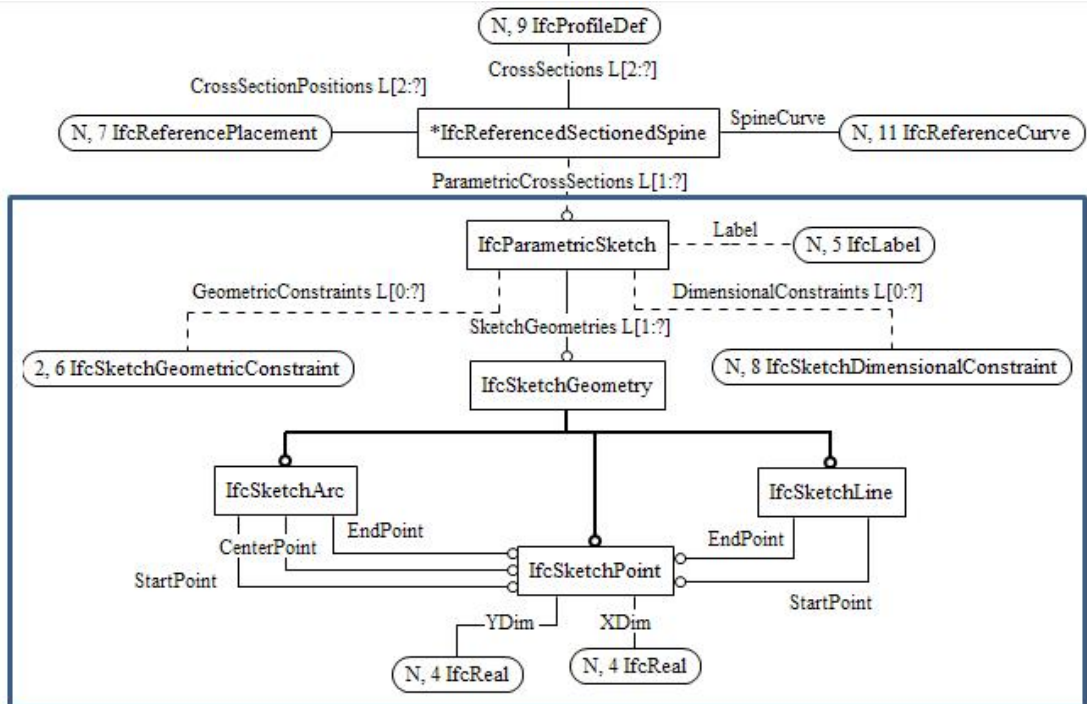 N, 9 IfcProfileDef
CrossSections L[2:?]
CrossSectionPositions L[2:?]
N, 7 IfcReferencePlacement
*IfcReferencedSectionedSpine
SpineCurve
N, 11 IfcReferenceCurve
ParametricCrossSections L[1:?]
IfcParametricSketch
Label
N, 5 IfcLabel
GeometricConstraints L[0:?]
DimensionalConstraints L[0:?]
SketchGeometries L[1:?]
2, 6 IfcSketchGeometricConstraint
N, 8 IfcSketchDimensionalConstraint
IfcSketchGeometry
IfcSketchArc
IfcSketchLine
EndPoint
CenterPoint
StartPoint
EndPoint
IfcSketchPoint
StartPoint
YDim
XDim
N, 4 IfcReal
N, 4 IfcReal